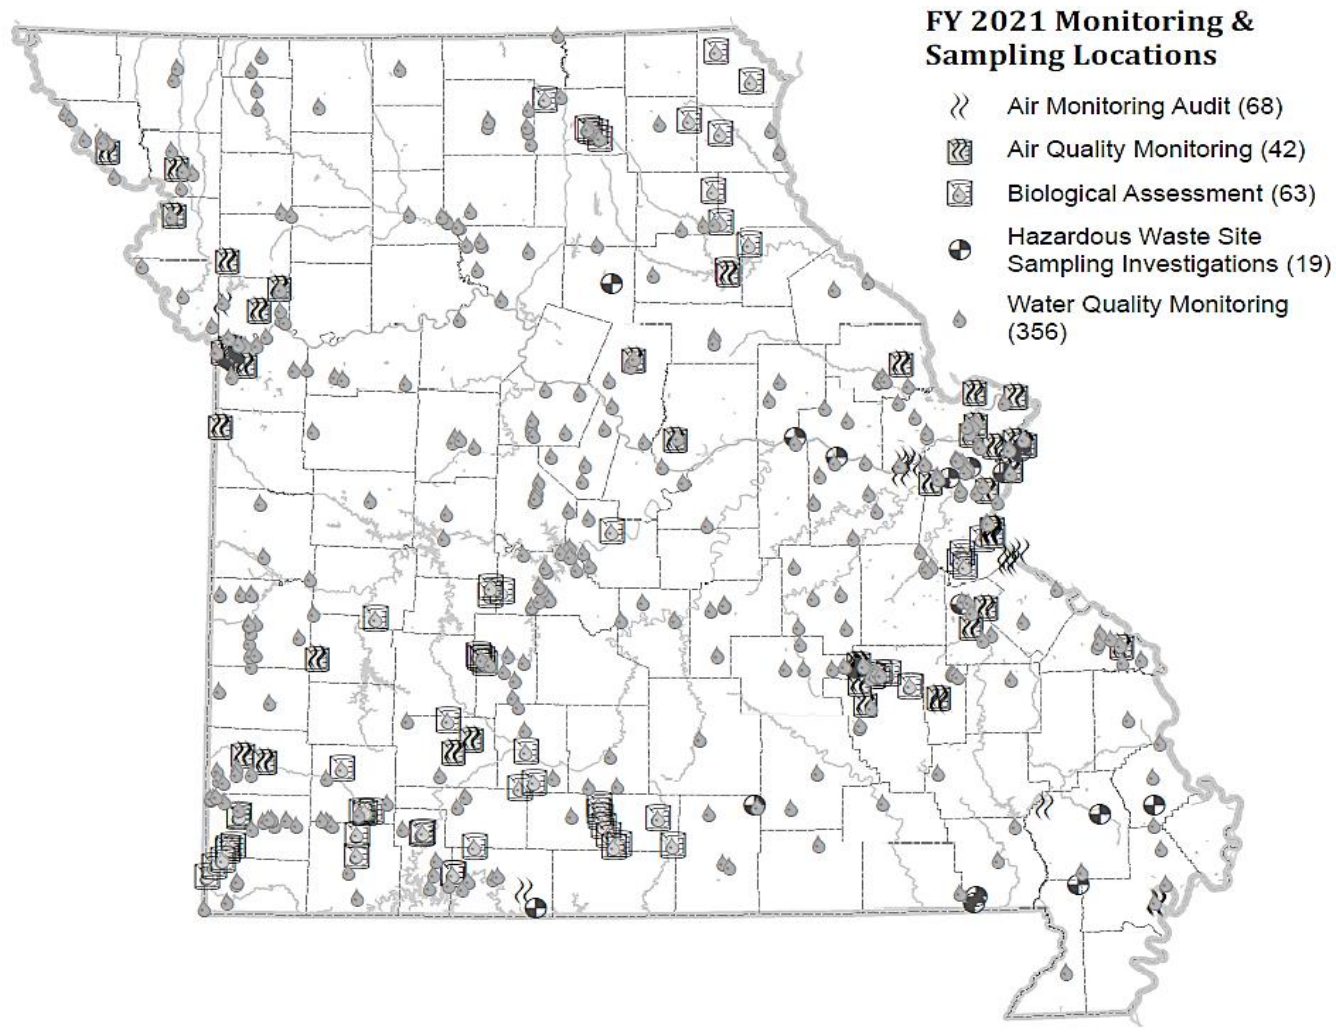 FY 2021 Monitoring &
Sampling Locations
Air Monitoring Audit (68)
Air Quality Monitoring (42)
Biological Assessment (63)
Hazardous Waste Site
Sampling Investigations (19)
Water Quality Monitoring
(356)